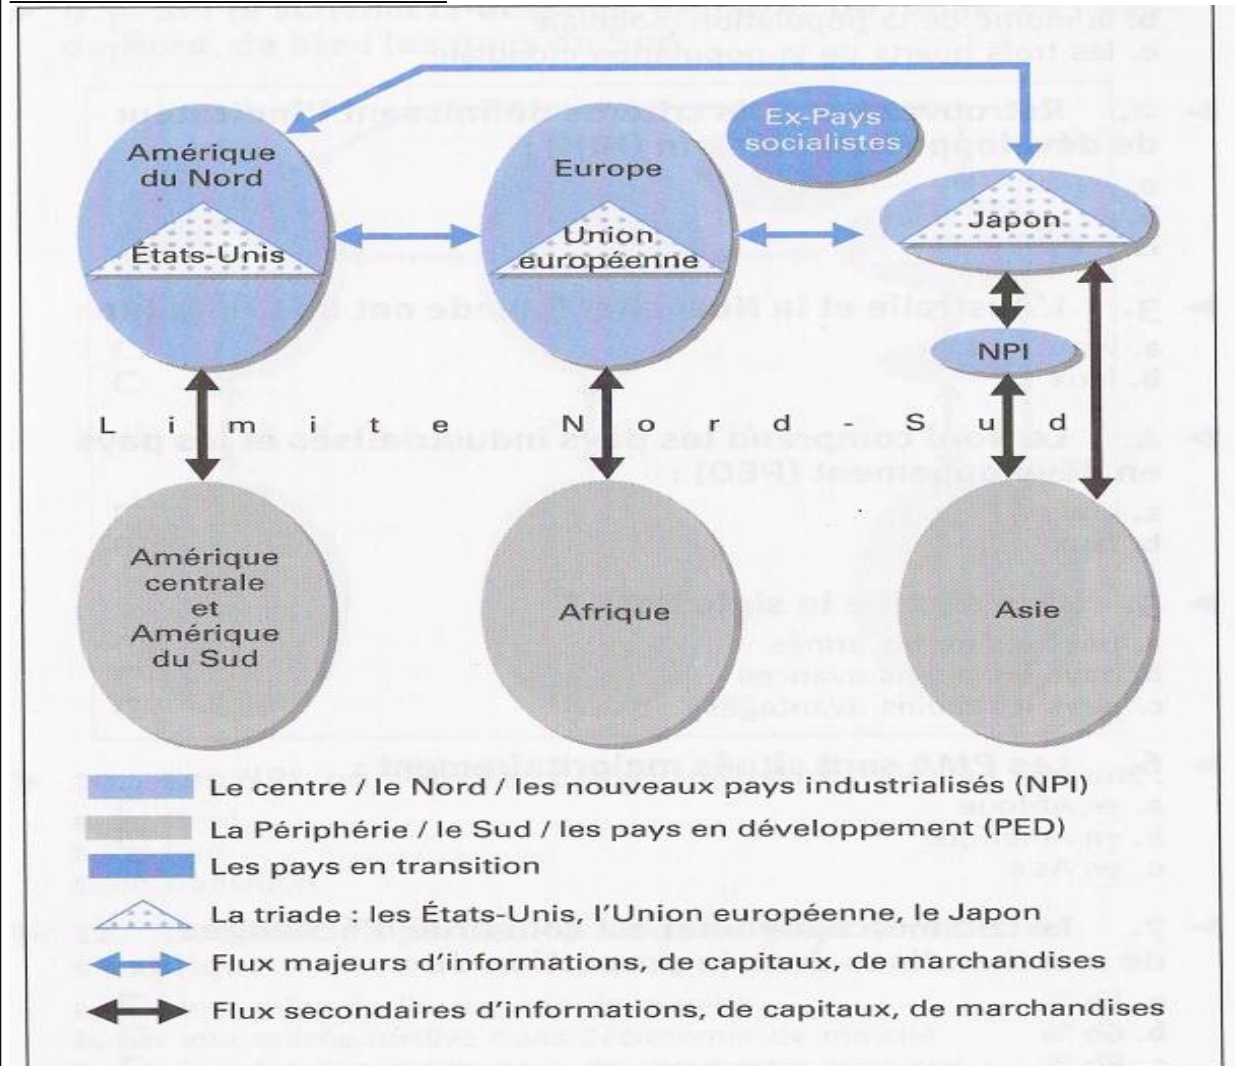 Amérique
du Nord
États-Unis
Europe
Union
européenne
Ex-Pays
socialistes
Japon
NPI
Limite Nord-Sud
Amérique
centrale
et
Amérique
du Sud
Afrique
Asie
Le centre / le Nord / les nouveaux pays industrialisés (NPI)
La Périphérie / le Sud / les pays en développement (PED)
Les pays en transition
La triade : les États-Unis, l'Union européenne, le Japon
Flux majeurs d'informations, de capitaux, de marchandises
Flux secondaires d'informations, de capitaux, de marchandises